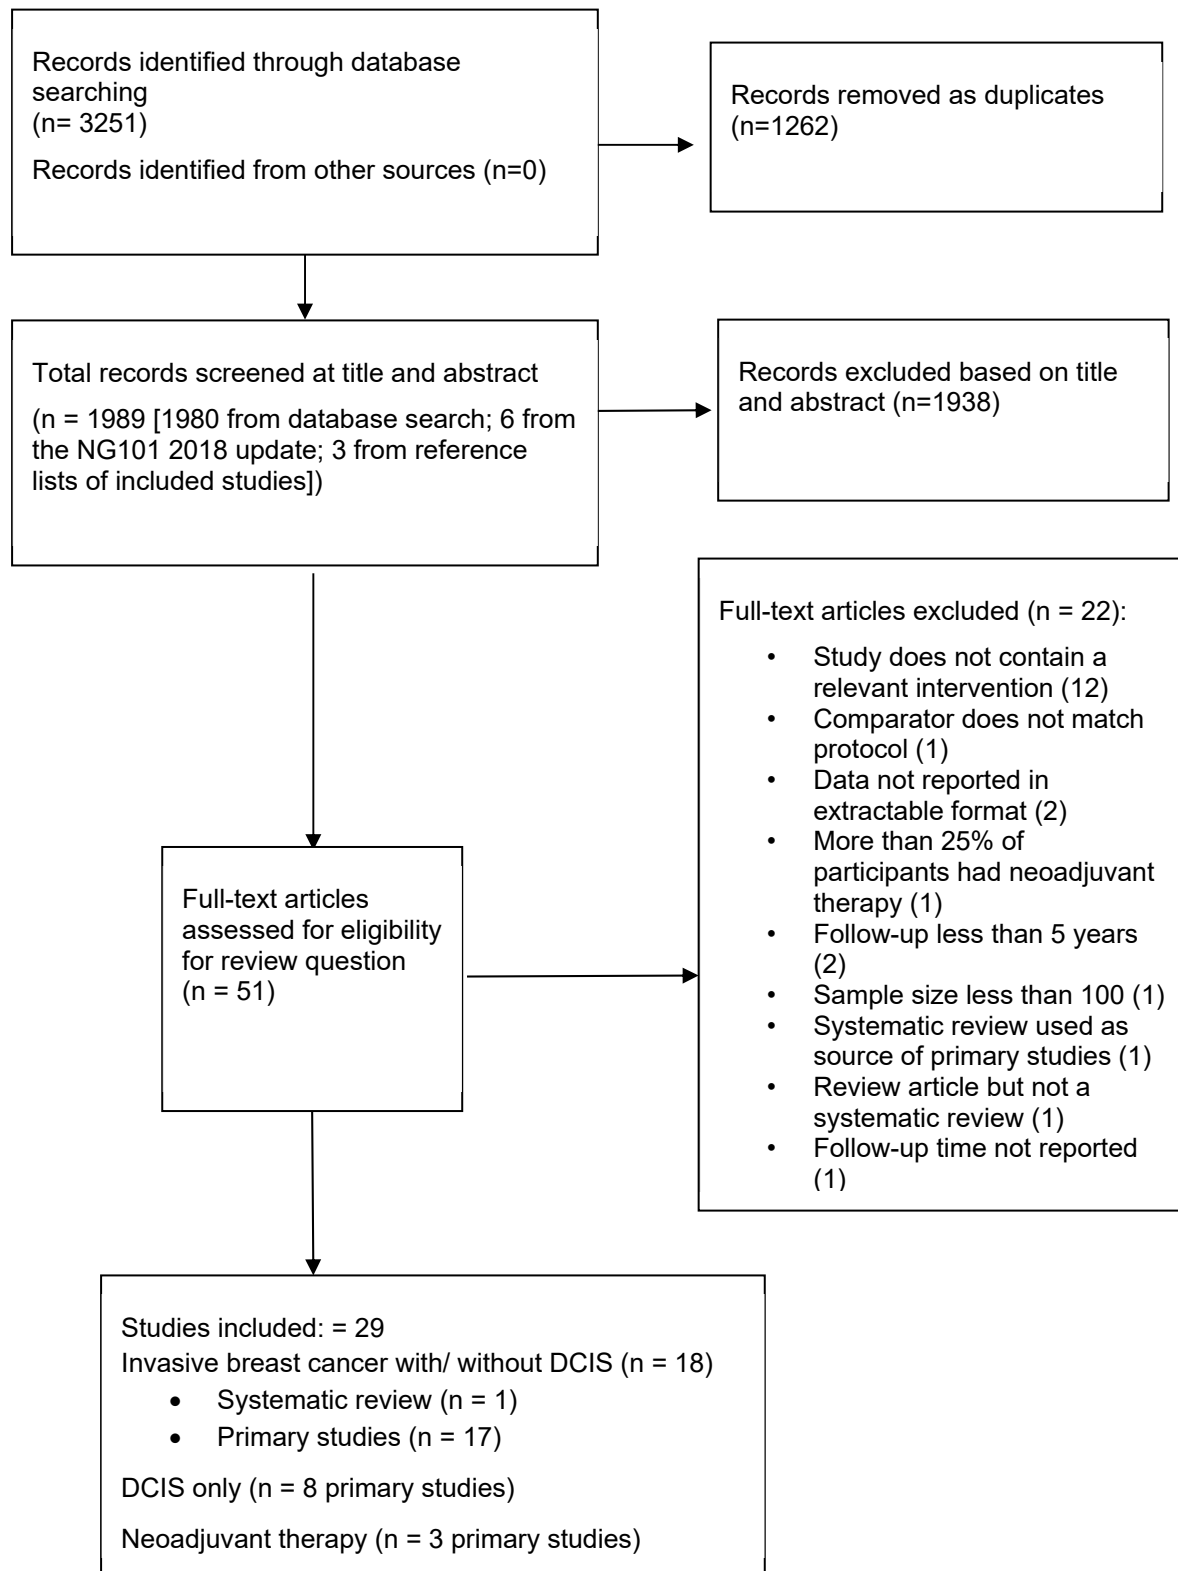 Records identified through database
searching
(n= 3251)
Records identified from other sources (n=0)
Records removed as duplicates
(n=1262)
Total records screened at title and abstract
(n = 1989 [1980 from database search; 6 from
the NG101 2018 update; 3 from reference
lists of included studies])
Records excluded based on title
and abstract (n=1938)
Full-text articles
assessed for eligibility
for review question
(n = 51)
Full-text articles excluded (n = 22):
• Study does not contain a
relevant intervention (12)
• Comparator does not match
protocol (1)
• Data not reported in
extractable format (2)
• More than 25% of
participants had neoadjuvant
therapy (1)
• Follow-up less than 5 years
(2)
• Sample size less than 100 (1)
• Systematic review used as
source of primary studies (1)
• Review article but not a
systematic review (1)
• Follow-up time not reported
(1)
Studies included: = 29
Invasive breast cancer with/ without DCIS (n = 18)
• Systematic review (n = 1)
• Primary studies (n = 17)
DCIS only (n = 8 primary studies)
Neoadjuvant therapy (n = 3 primary studies)